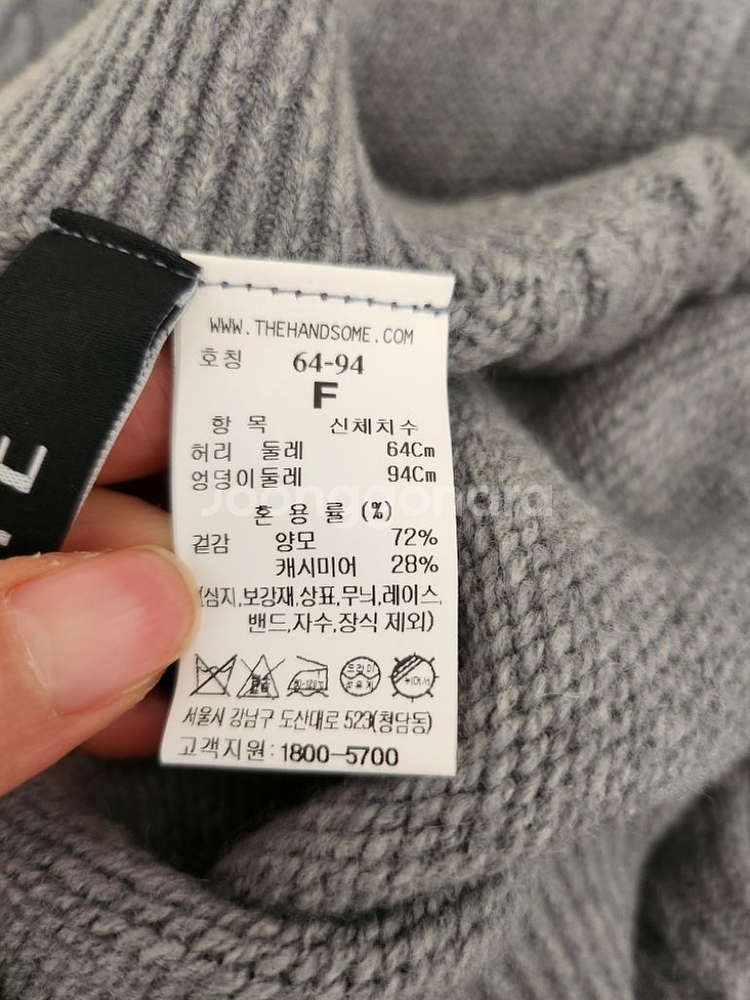 WWW.THEHANDSOME.COM
호칭 64-94
F
항 목 신체치수
허리 둘레 64Cm
엉덩이둘레 94Cm
Joonggonara
혼 용 률 (%)
겉감 양모 72%
캐시미어 28%
(심지,보강재,상표,무늬,레이스,
밴드,자수,장식 제외)
서울시 강남구 도산대로 523(청담동)
고객지원: 1800-5700